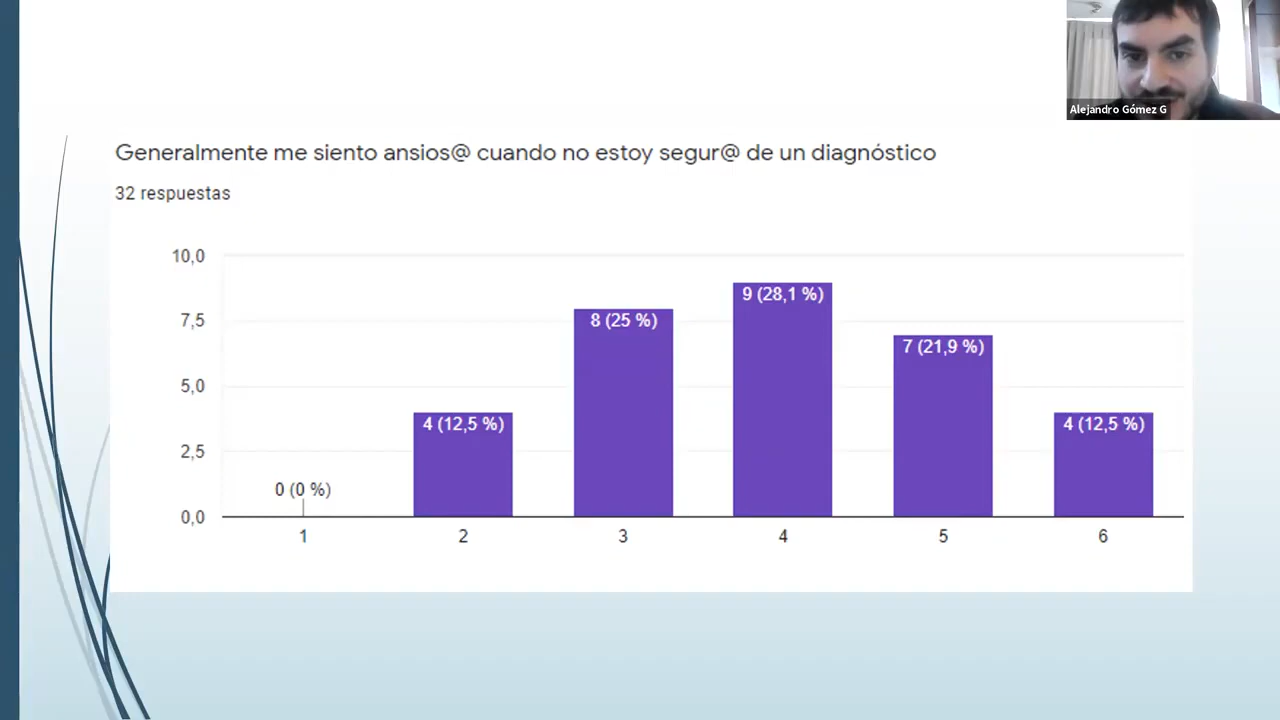 Alejandro Gómez G
Generalmente me siento ansios@ cuando no estoy segur@ de un diagnóstico
32 respuestas
10,0
7,5
5,0
2,5
0,0
0 (0 %)
4 (12,5 %)
8 (25 %)
9 (28,1 %)
7 (21,9 %)
4 (12,5 %)
1 2 3 4 5 6